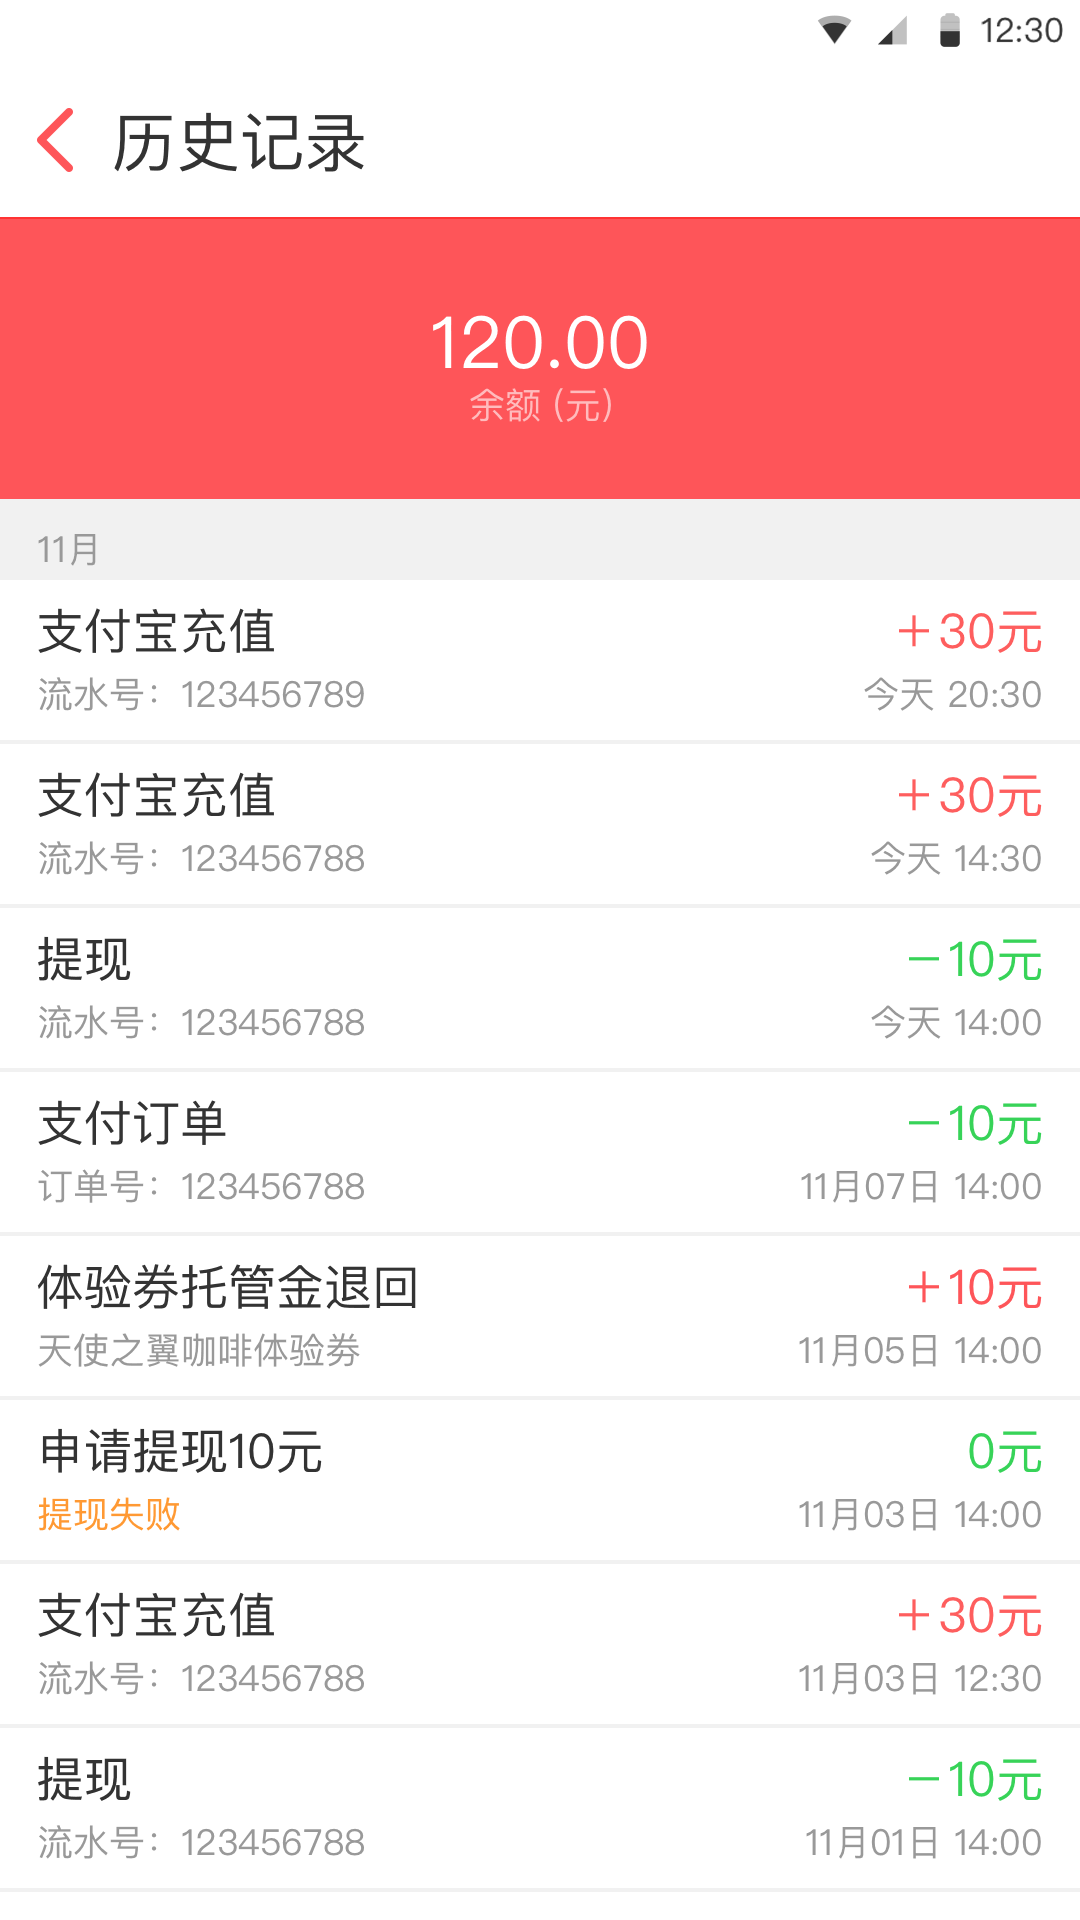 12:30
历史记录
120.00
余额 (元)
11月
支付宝充值 +30元
流水号：123456789 今天 20:30
支付宝充值 +30元
流水号：123456788 今天 14:30
提现 －10元
流水号：123456788 今天 14:00
支付订单 －10元
订单号：123456788 11月07日 14:00
体验券托管金退回 +10元
天使之翼咖啡体验券 11月05日 14:00
申请提现10元 0元
提现失败 11月03日 14:00
支付宝充值 +30元
流水号：123456788 11月03日 12:30
提现 －10元
流水号：123456788 11月01日 14:00